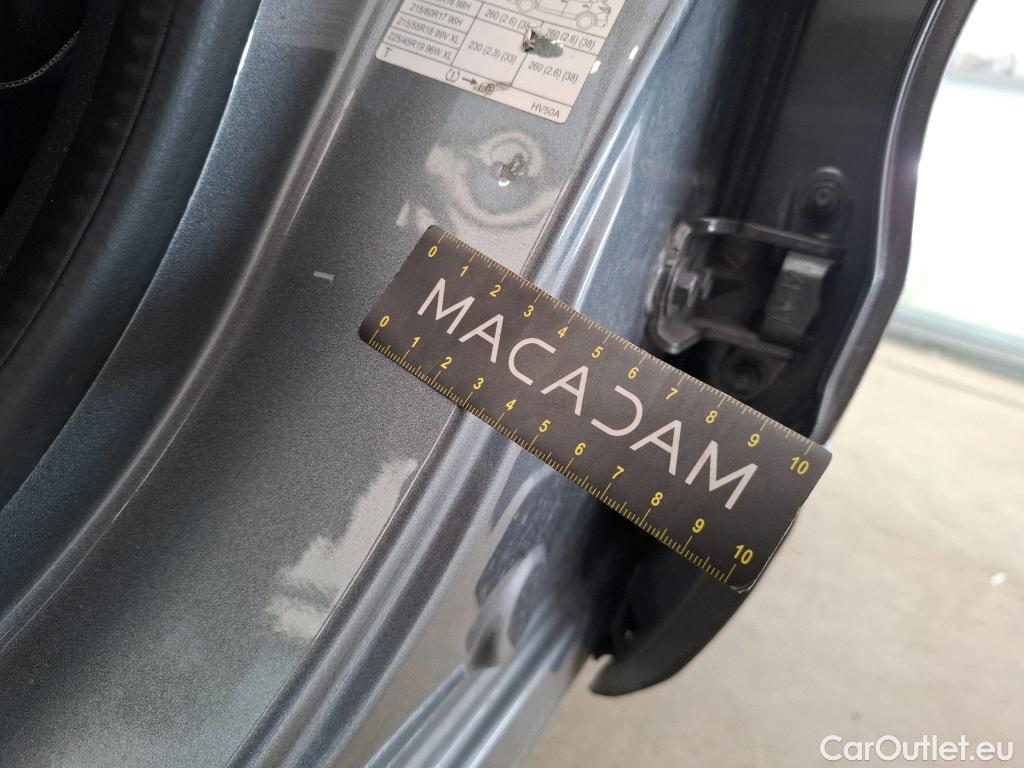 215/60R17 96H
260 (2.6) (38)
215/55R18 99V XL
225/45R19 96W XL
230 (2.3) (33)
260 (2.6) (38)
T
HV50A
0 1 2 3 4 5 6 7 8 9 10
MACADAM
0 1 2 3 4 5 6 7 8 9 10
CarOutlet.eu